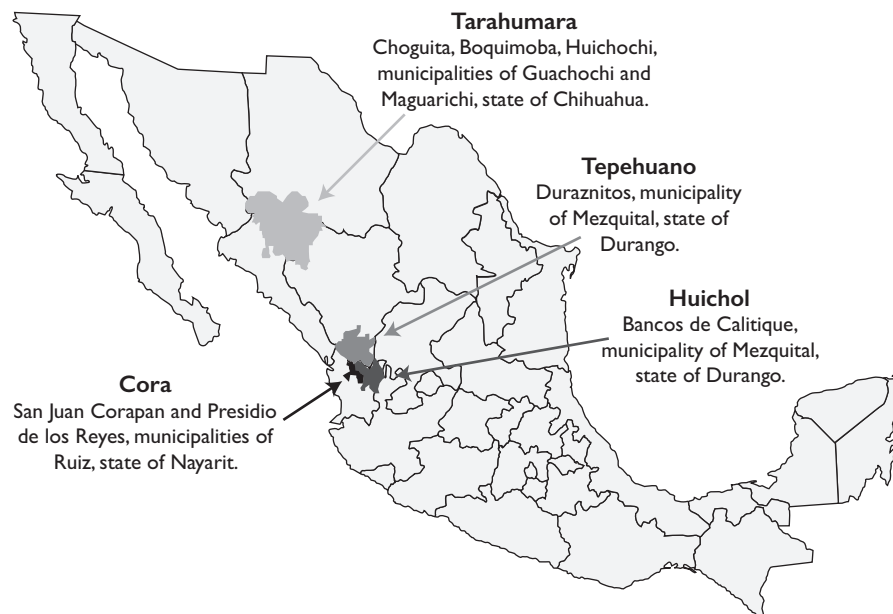 Tarahumara
Choguita, Boquimoba, Huichochi,
municipalities of Guachochi and
Maguarichi, state of Chihuahua.
Tepehuano
Duraznitos, municipality
of Mezquital, state of
Durango.
Huichol
Bancos de Calitique,
municipality of Mezquital,
state of Durango.
Cora
San Juan Corapan and Presidio
de los Reyes, municipalities of
Ruiz, state of Nayarit.